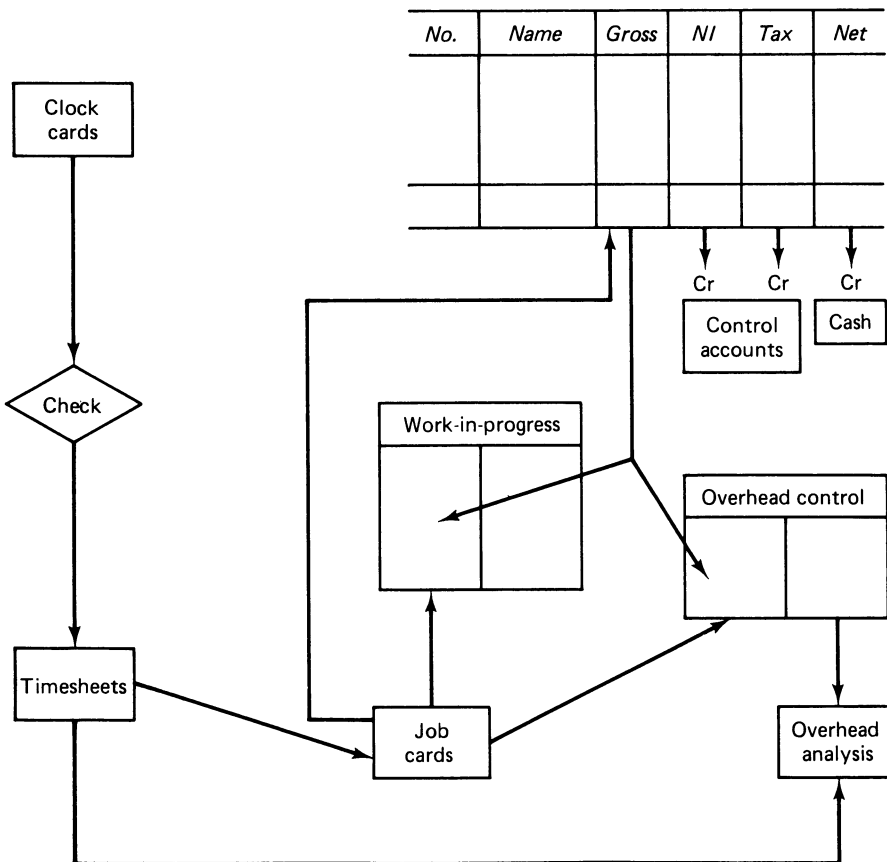 No. Name Gross NI Tax Net
Clock
cards
Cr Cr Cr
Control
accounts
Cash
Check
Work-in-progress
Overhead control
Timesheets
Job
cards
Overhead
analysis